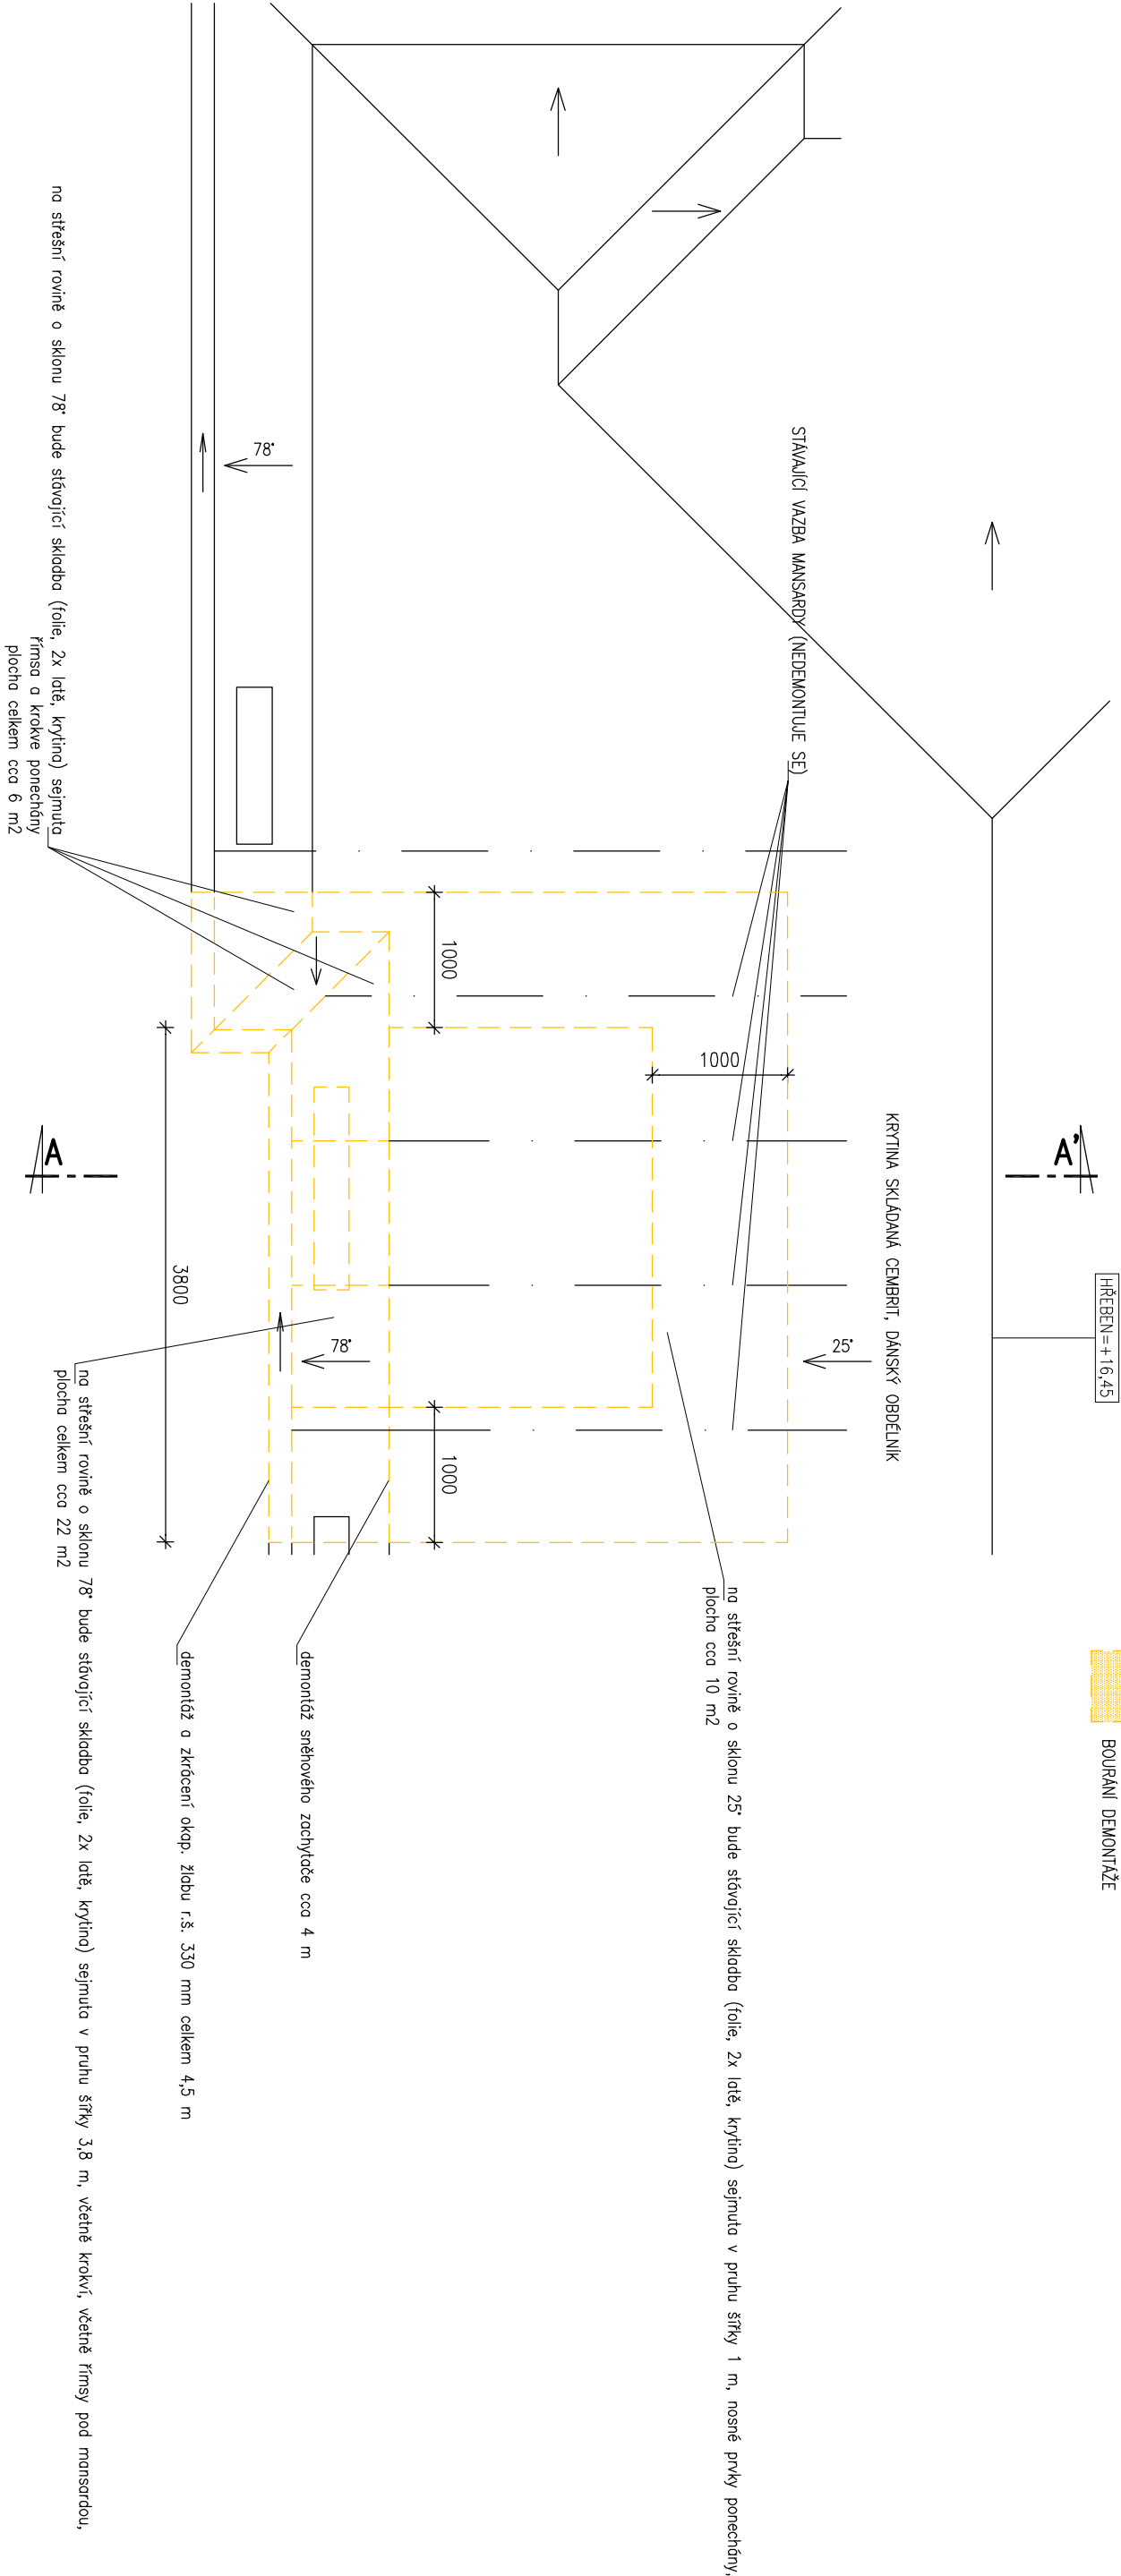 BOURÁNÍ DEMONTÁŽE
HŘEBEN=+16,45
A'
KRYTINA SKLÁDANÁ CEMBRIT, DÁNSKÝ OBDÉLNÍK
25°
STÁVAJÍCÍ VAZBA MANSARDY (NEDEMONTUJE SE)
1000
na střešní rovině o sklonu 25° bude stávající skladba (folie, 2x latě, krytina) sejmuta v pruhu šířky 1 m, nosné prvky ponechány,
plocha cca 10 m2
1000
1000
78°
78°
demontáž sněhového zachytače cca 4 m
demontáž a zkrácení okap. žlabu r.š. 330 mm celkem 4,5 m
3800
na střešní rovině o sklonu 78° bude stávající skladba (folie, 2x latě, krytina) sejmuta v pruhu šířky 3,8 m, včetně krokví, včetně římsy pod mansardou,
plocha celkem cca 22 m2
A
na střešní rovině o sklonu 78° bude stávající skladba (folie, 2x latě, krytina) sejmuta
římsa a krokve ponechány
plocha celkem cca 6 m2